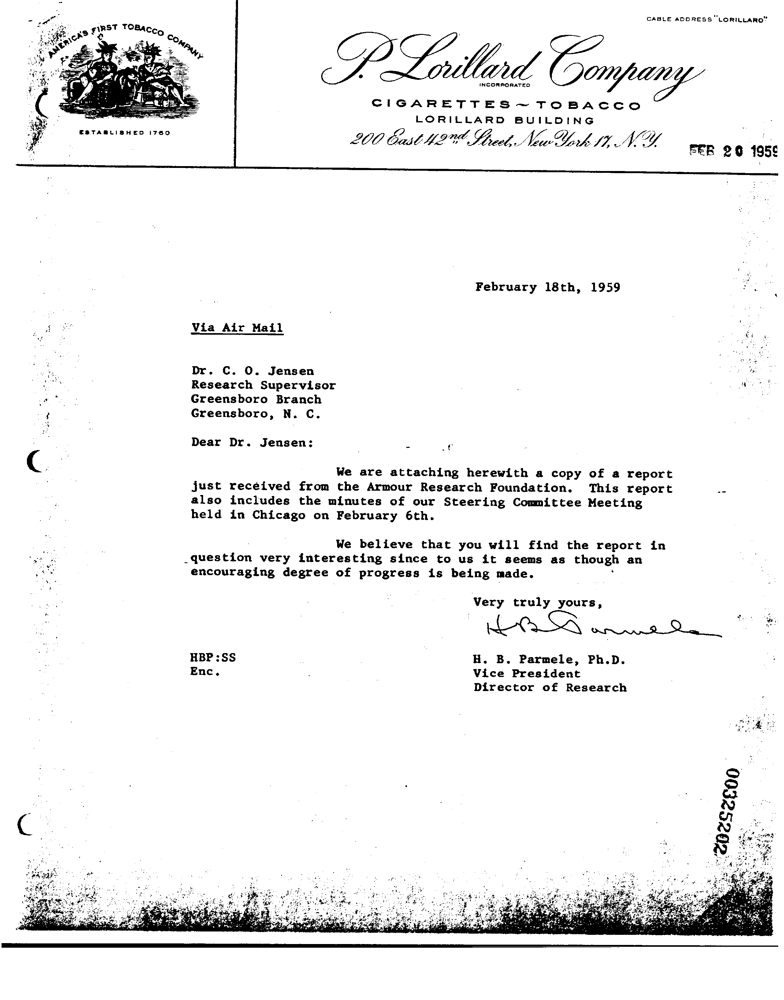 CABLE ADDRESS "LORILLARD"
AMERICA'S FIRST TOBACCO COMPANY
ESTABLISHED 1760
P. Lorillard Company
INCORPORATED
CIGARETTES ~ TOBACCO
LORILLARD BUILDING
200 East 42nd Street, New York 17, N.Y.
FEB 20 1959
February 18th, 1959
Via Air Mail
Dr. C. O. Jensen
Research Supervisor
Greensboro Branch
Greensboro, N. C.
Dear Dr. Jensen:
We are attaching herewith a copy of a report
just received from the Armour Research Foundation. This report
also includes the minutes of our Steering Committee Meeting
held in Chicago on February 6th.
We believe that you will find the report in
question very interesting since to us it seems as though an
encouraging degree of progress is being made.
Very truly yours,
H B Parmele
HBP:SS
Enc.
H. B. Parmele, Ph.D.
Vice President
Director of Research
00325202